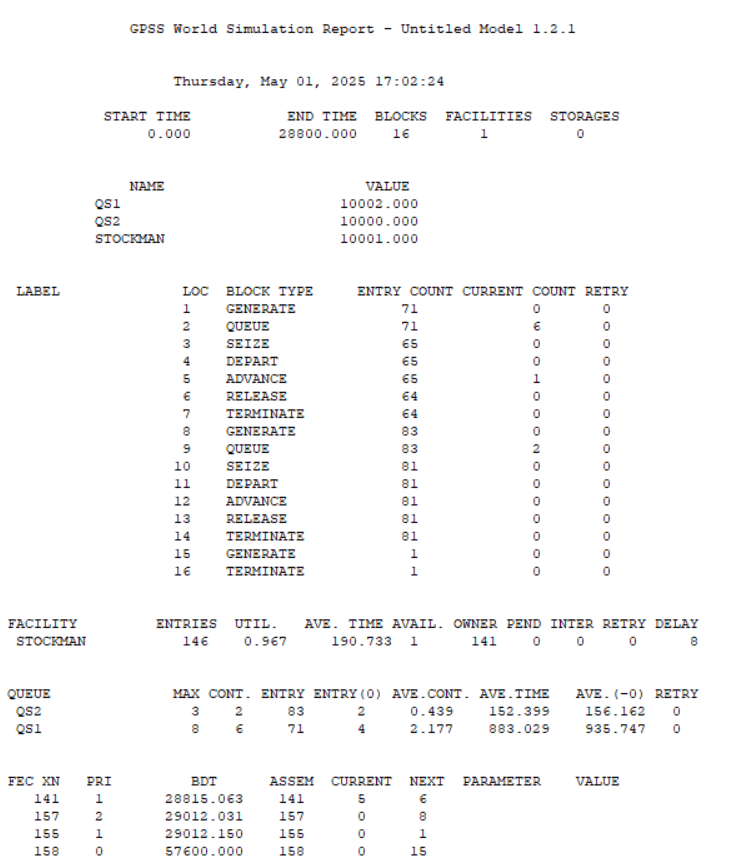 GPSS World Simulation Report - Untitled Model 1.2.1
Thursday, May 01, 2025 17:02:24
START TIME END TIME BLOCKS FACILITIES STORAGES
0.000 28800.000 16 1 0
NAME VALUE
QS1 10002.000
QS2 10000.000
STOCKMAN 10001.000
LABEL LOC BLOCK TYPE ENTRY COUNT CURRENT COUNT RETRY
1 GENERATE 71 0 0
2 QUEUE 71 6 0
3 SEIZE 65 0 0
4 DEPART 65 0 0
5 ADVANCE 65 1 0
6 RELEASE 64 0 0
7 TERMINATE 64 0 0
8 GENERATE 83 0 0
9 QUEUE 83 2 0
10 SEIZE 81 0 0
11 DEPART 81 0 0
12 ADVANCE 81 0 0
13 RELEASE 81 0 0
14 TERMINATE 81 0 0
15 GENERATE 1 0 0
16 TERMINATE 1 0 0
FACILITY ENTRIES UTIL. AVE. TIME AVAIL. OWNER PEND INTER RETRY DELAY
STOCKMAN 146 0.967 190.733 1 141 0 0 0 8
QUEUE MAX CONT. ENTRY ENTRY(0) AVE.CONT. AVE.TIME AVE.(-0) RETRY
QS2 3 2 83 2 0.439 152.399 156.162 0
QS1 8 6 71 4 2.177 883.029 935.747 0
FEC XN PRI BDT ASSEM CURRENT NEXT PARAMETER VALUE
141 1 28815.063 141 5 6
157 2 29012.031 157 0 8
155 1 29012.150 155 0 1
158 0 57600.000 158 0 15